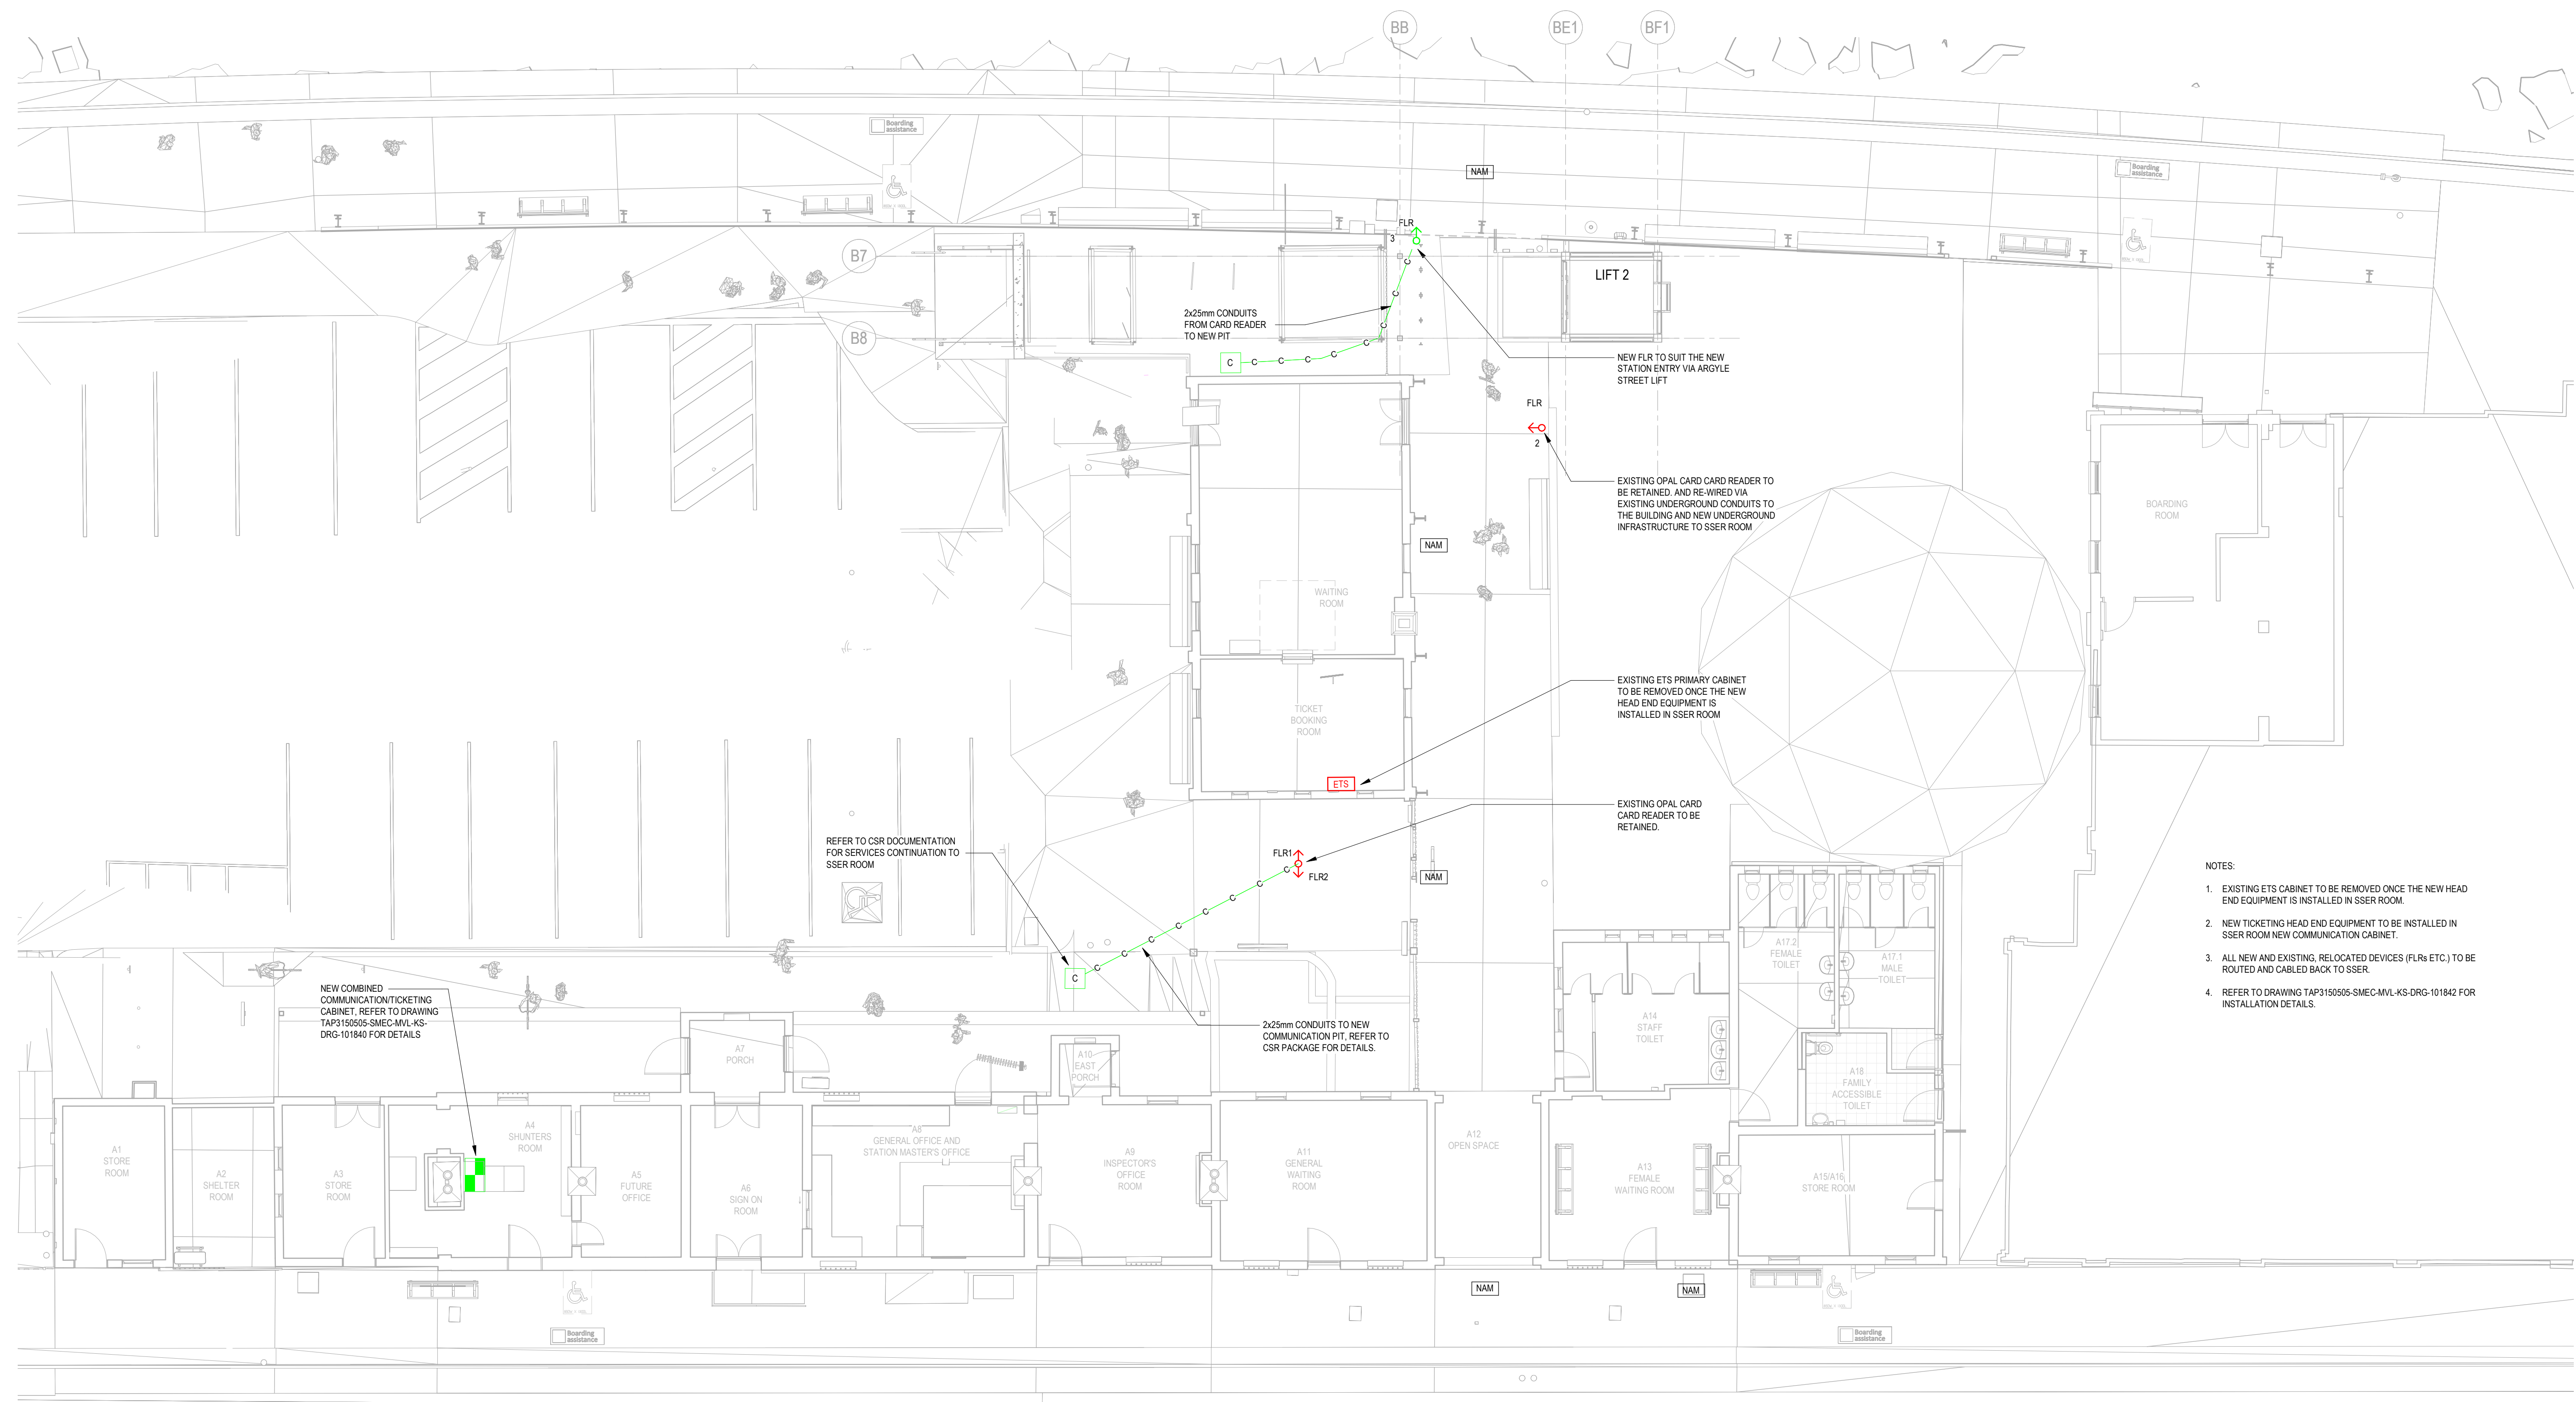 BB
BE1
BF1
Boarding
assistance
Boarding
assistance
NAM
FLR
3
B7
LIFT 2
2x25mm CONDUITS
FROM CARD READER
TO NEW PIT
B8
C
C
C
C
C
C
C
C
C
C
NEW FLR TO SUIT THE NEW
STATION ENTRY VIA ARGYLE
STREET LIFT
FLR
2
EXISTING OPAL CARD CARD READER TO
BE RETAINED. AND RE-WIRED VIA
EXISTING UNDERGROUND CONDUITS TO
THE BUILDING AND NEW UNDERGROUND
INFRASTRUCTURE TO SSER ROOM
BOARDING
ROOM
NAM
WAITING
ROOM
EXISTING ETS PRIMARY CABINET
TO BE REMOVED ONCE THE NEW
HEAD END EQUIPMENT IS
INSTALLED IN SSER ROOM
TICKET
BOOKING
ROOM
ETS
EXISTING OPAL CARD
CARD READER TO BE
RETAINED.
REFER TO CSR DOCUMENTATION
FOR SERVICES CONTINUATION TO
SSER ROOM
FLR1
FLR2
NAM
C
C
C
C
C
C
C
C
C
NOTES:
1. EXISTING ETS CABINET TO BE REMOVED ONCE THE NEW HEAD
END EQUIPMENT IS INSTALLED IN SSER ROOM.
2. NEW TICKETING HEAD END EQUIPMENT TO BE INSTALLED IN
SSER ROOM NEW COMMUNICATION CABINET.
3. ALL NEW AND EXISTING, RELOCATED DEVICES (FLRs ETC.) TO BE
ROUTED AND CABLED BACK TO SSER.
4. REFER TO DRAWING TAP3150505-SMEC-MVL-KS-DRG-101842 FOR
INSTALLATION DETAILS.
NEW COMBINED
COMMUNICATION/TICKETING
CABINET, REFER TO DRAWING
TAP3150505-SMEC-MVL-KS-
DRG-101840 FOR DETAILS
2x25mm CONDUITS TO NEW
COMMUNICATION PIT, REFER TO
CSR PACKAGE FOR DETAILS.
A17.2
FEMALE
TOILET
A17.1
MALE
TOILET
A14
STAFF
TOILET
A7
PORCH
A10
EAST
PORCH
A18
FAMILY
ACCESSIBLE
TOILET
A1
STORE
ROOM
A2
SHELTER
ROOM
A3
STORE
ROOM
A4
SHUNTERS
ROOM
A5
FUTURE
OFFICE
A6
SIGN ON
ROOM
A8
GENERAL OFFICE AND
STATION MASTER'S OFFICE
A9
INSPECTOR'S
OFFICE
ROOM
A11
GENERAL
WAITING
ROOM
A12
OPEN SPACE
A13
FEMALE
WAITING ROOM
A15/A16
STORE ROOM
NAM
NAM
Boarding
assistance
Boarding
assistance